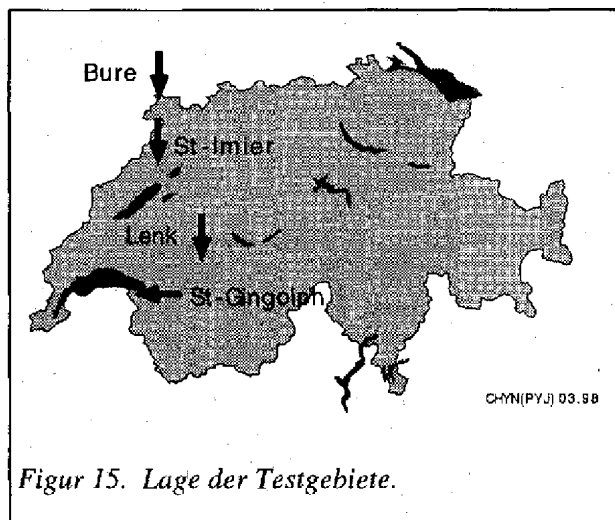 Bure
St-Imier
Lenk
St-Gingolph
CHYN(PYJ) 03.98
Figur 15. Lage der Testgebiete.